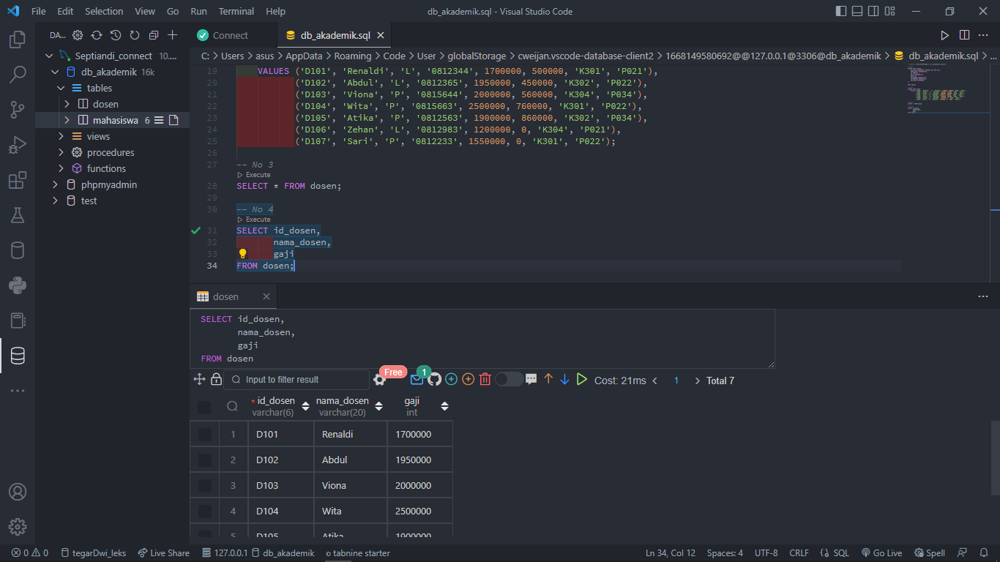 File Edit Selection View Go Run Terminal Help db_akademik.sql - Visual Studio Code
DA...
Connect db_akademik.sql
C: > Users > asus > AppData > Roaming > Code > User > globalStorage > cweijan.vscode-database-client2 > 1668149580692@@127.0.0.1@3306@db_akademik > db_akademik.sql > ...
Septiandi_connect 10....
db_akademik 16k
tables
dosen
mahasiswa 6
views
procedures
functions
phpmyadmin
test
19 VALUES ('D101', 'Renaldi', 'L', '0812344', 1700000, 500000, 'K301', 'P021'),
20 ('D102', 'Abdul', 'L', '0812365', 1950000, 450000, 'K302', 'P022'),
21 ('D103', 'Viona', 'P', '0815644', 2000000, 560000, 'K304', 'P034'),
22 ('D104', 'Wita', 'P', '0815663', 2500000, 760000, 'K301', 'P022'),
23 ('D105', 'Atika', 'P', '0812563', 1900000, 860000, 'K302', 'P034'),
24 ('D106', 'Zehan', 'L', '0812983', 1200000, 0, 'K304', 'P021'),
25 ('D107', 'Sari', 'P', '0812233', 1550000, 0, 'K301', 'P022');
26
27 -- No 3
Execute
28 SELECT * FROM dosen;
29
30 -- No 4
Execute
31 SELECT id_dosen,
32 nama_dosen,
33 gaji
34 FROM dosen;
dosen
SELECT id_dosen,
nama_dosen,
gaji
FROM dosen
Input to filter result Free 1 Cost: 21ms < 1 > Total 7
* id_dosen nama_dosen gaji
varchar(6) varchar(20) int
1 D101 Renaldi 1700000
2 D102 Abdul 1950000
3 D103 Viona 2000000
4 D104 Wita 2500000
5 D105 Atika 1900000
0 0 tegarDwi_leks Live Share 127.0.0.1 db_akademik tabnine starter Ln 34, Col 12 Spaces: 4 UTF-8 CRLF SQL Go Live Spell